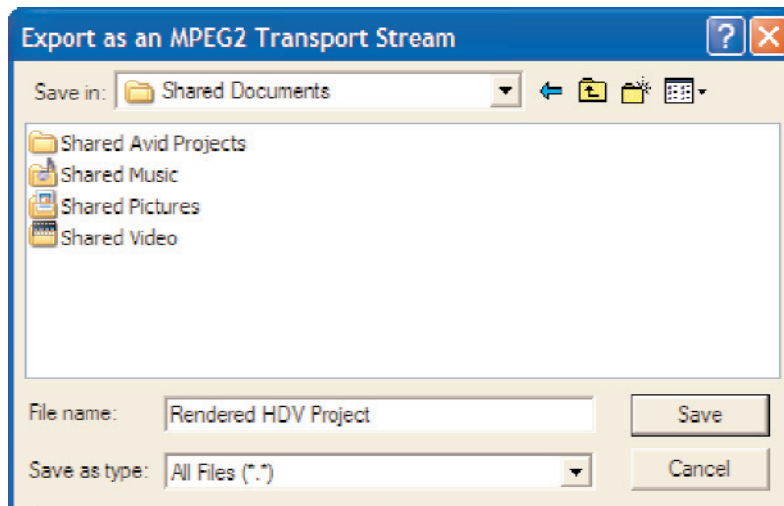 Export as an MPEG2 Transport Stream
Save in: Shared Documents
Shared Avid Projects
Shared Music
Shared Pictures
Shared Video
File name: Rendered HDV Project Save
Save as type: All Files (*.*) Cancel